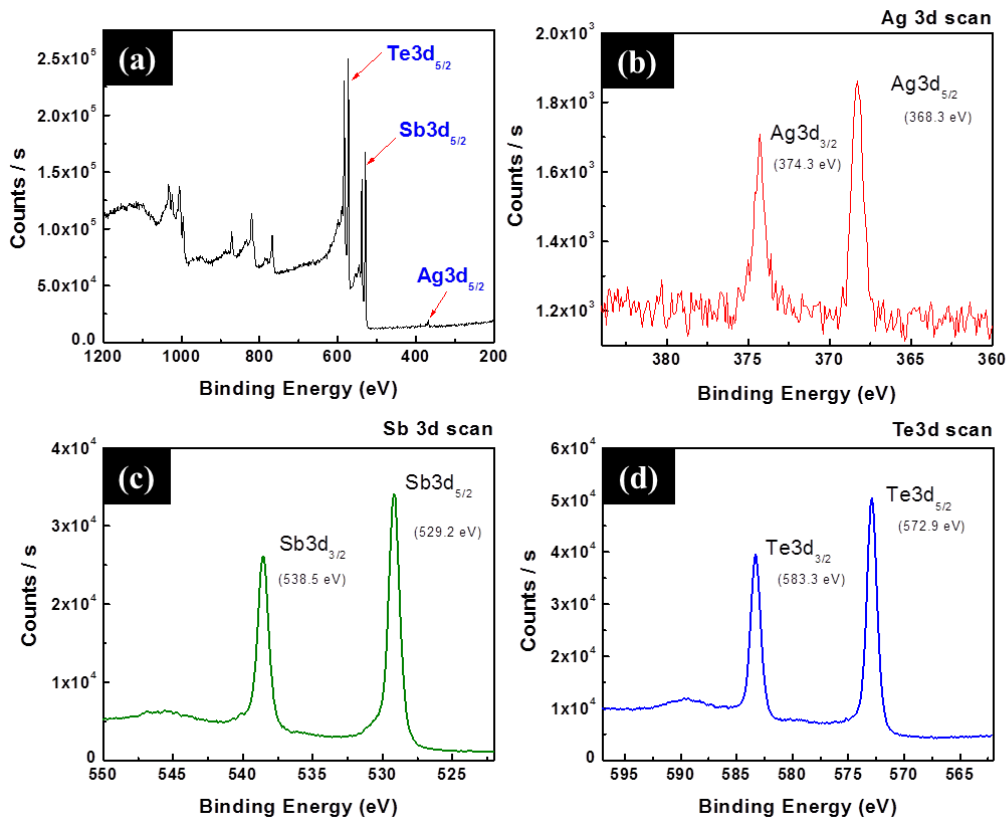 (a)
Te3d5/2
Sb3d5/2
Ag3d5/2
Counts / s
2.5x10^5
2.0x10^5
1.5x10^5
1.0x10^5
5.0x10^4
0.0
1200 1000 800 600 400 200
Binding Energy (eV)
Ag 3d scan
(b)
Ag3d5/2
(368.3 eV)
Ag3d3/2
(374.3 eV)
Counts / s
2.0x10^3
1.8x10^3
1.6x10^3
1.4x10^3
1.2x10^3
380 375 370 365 360
Binding Energy (eV)
Sb 3d scan
(c)
Sb3d5/2
(529.2 eV)
Sb3d3/2
(538.5 eV)
Counts / s
4x10^4
3x10^4
2x10^4
1x10^4
0
550 545 540 535 530 525
Binding Energy (eV)
Te3d scan
(d)
Te3d5/2
(572.9 eV)
Te3d3/2
(583.3 eV)
Counts / s
6x10^4
5x10^4
4x10^4
3x10^4
2x10^4
1x10^4
0
595 590 585 580 575 570 565
Binding Energy (eV)